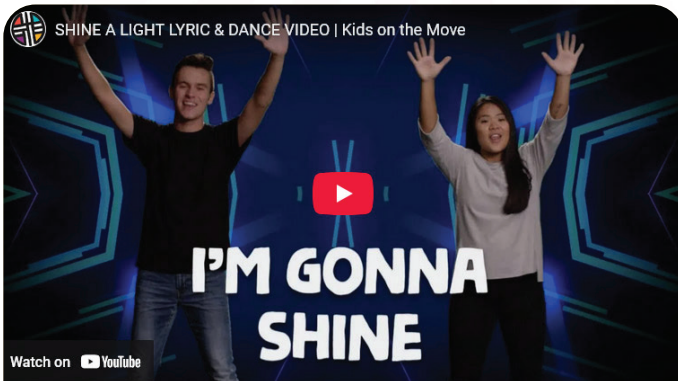 SHINE A LIGHT LYRIC & DANCE VIDEO | Kids on the Move
I'M GONNA
SHINE
Watch on YouTube